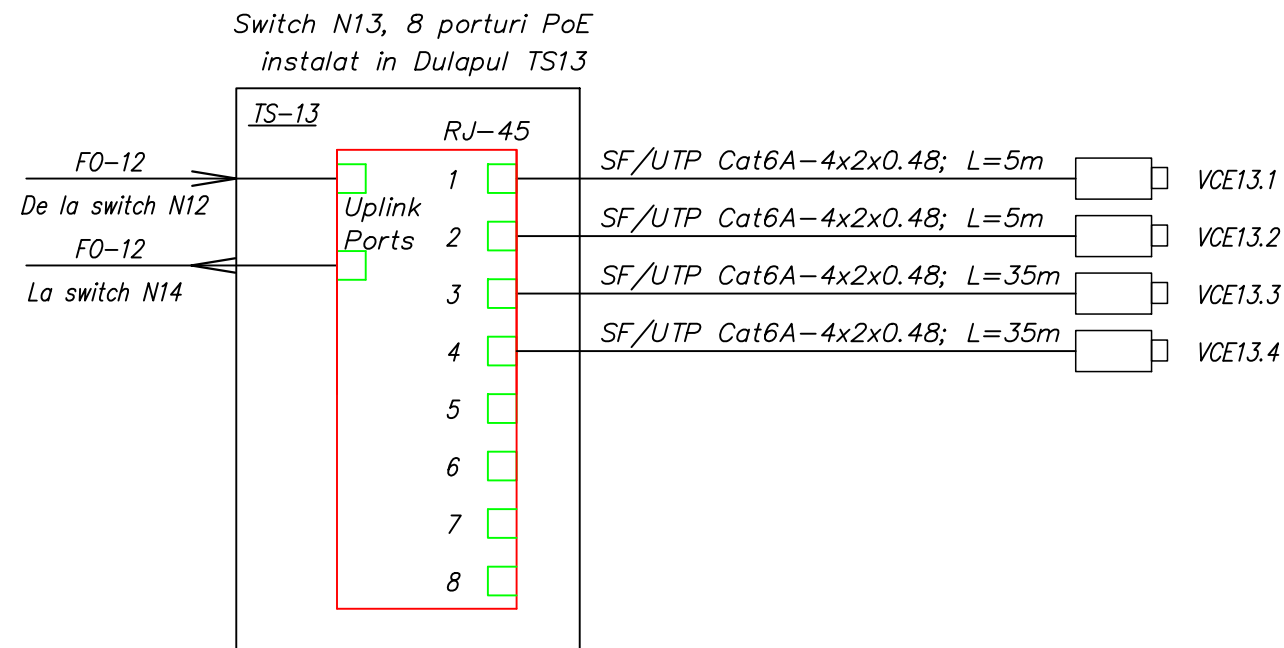 Switch N13, 8 porturi PoE
instalat in Dulapul TS13
TS-13
RJ-45
FO-12
De la switch N12
FO-12
La switch N14
Uplink
Ports
1
SF/UTP Cat6A-4x2x0.48; L=5m
VCE13.1
2
SF/UTP Cat6A-4x2x0.48; L=5m
VCE13.2
3
SF/UTP Cat6A-4x2x0.48; L=35m
VCE13.3
4
SF/UTP Cat6A-4x2x0.48; L=35m
VCE13.4
5
6
7
8